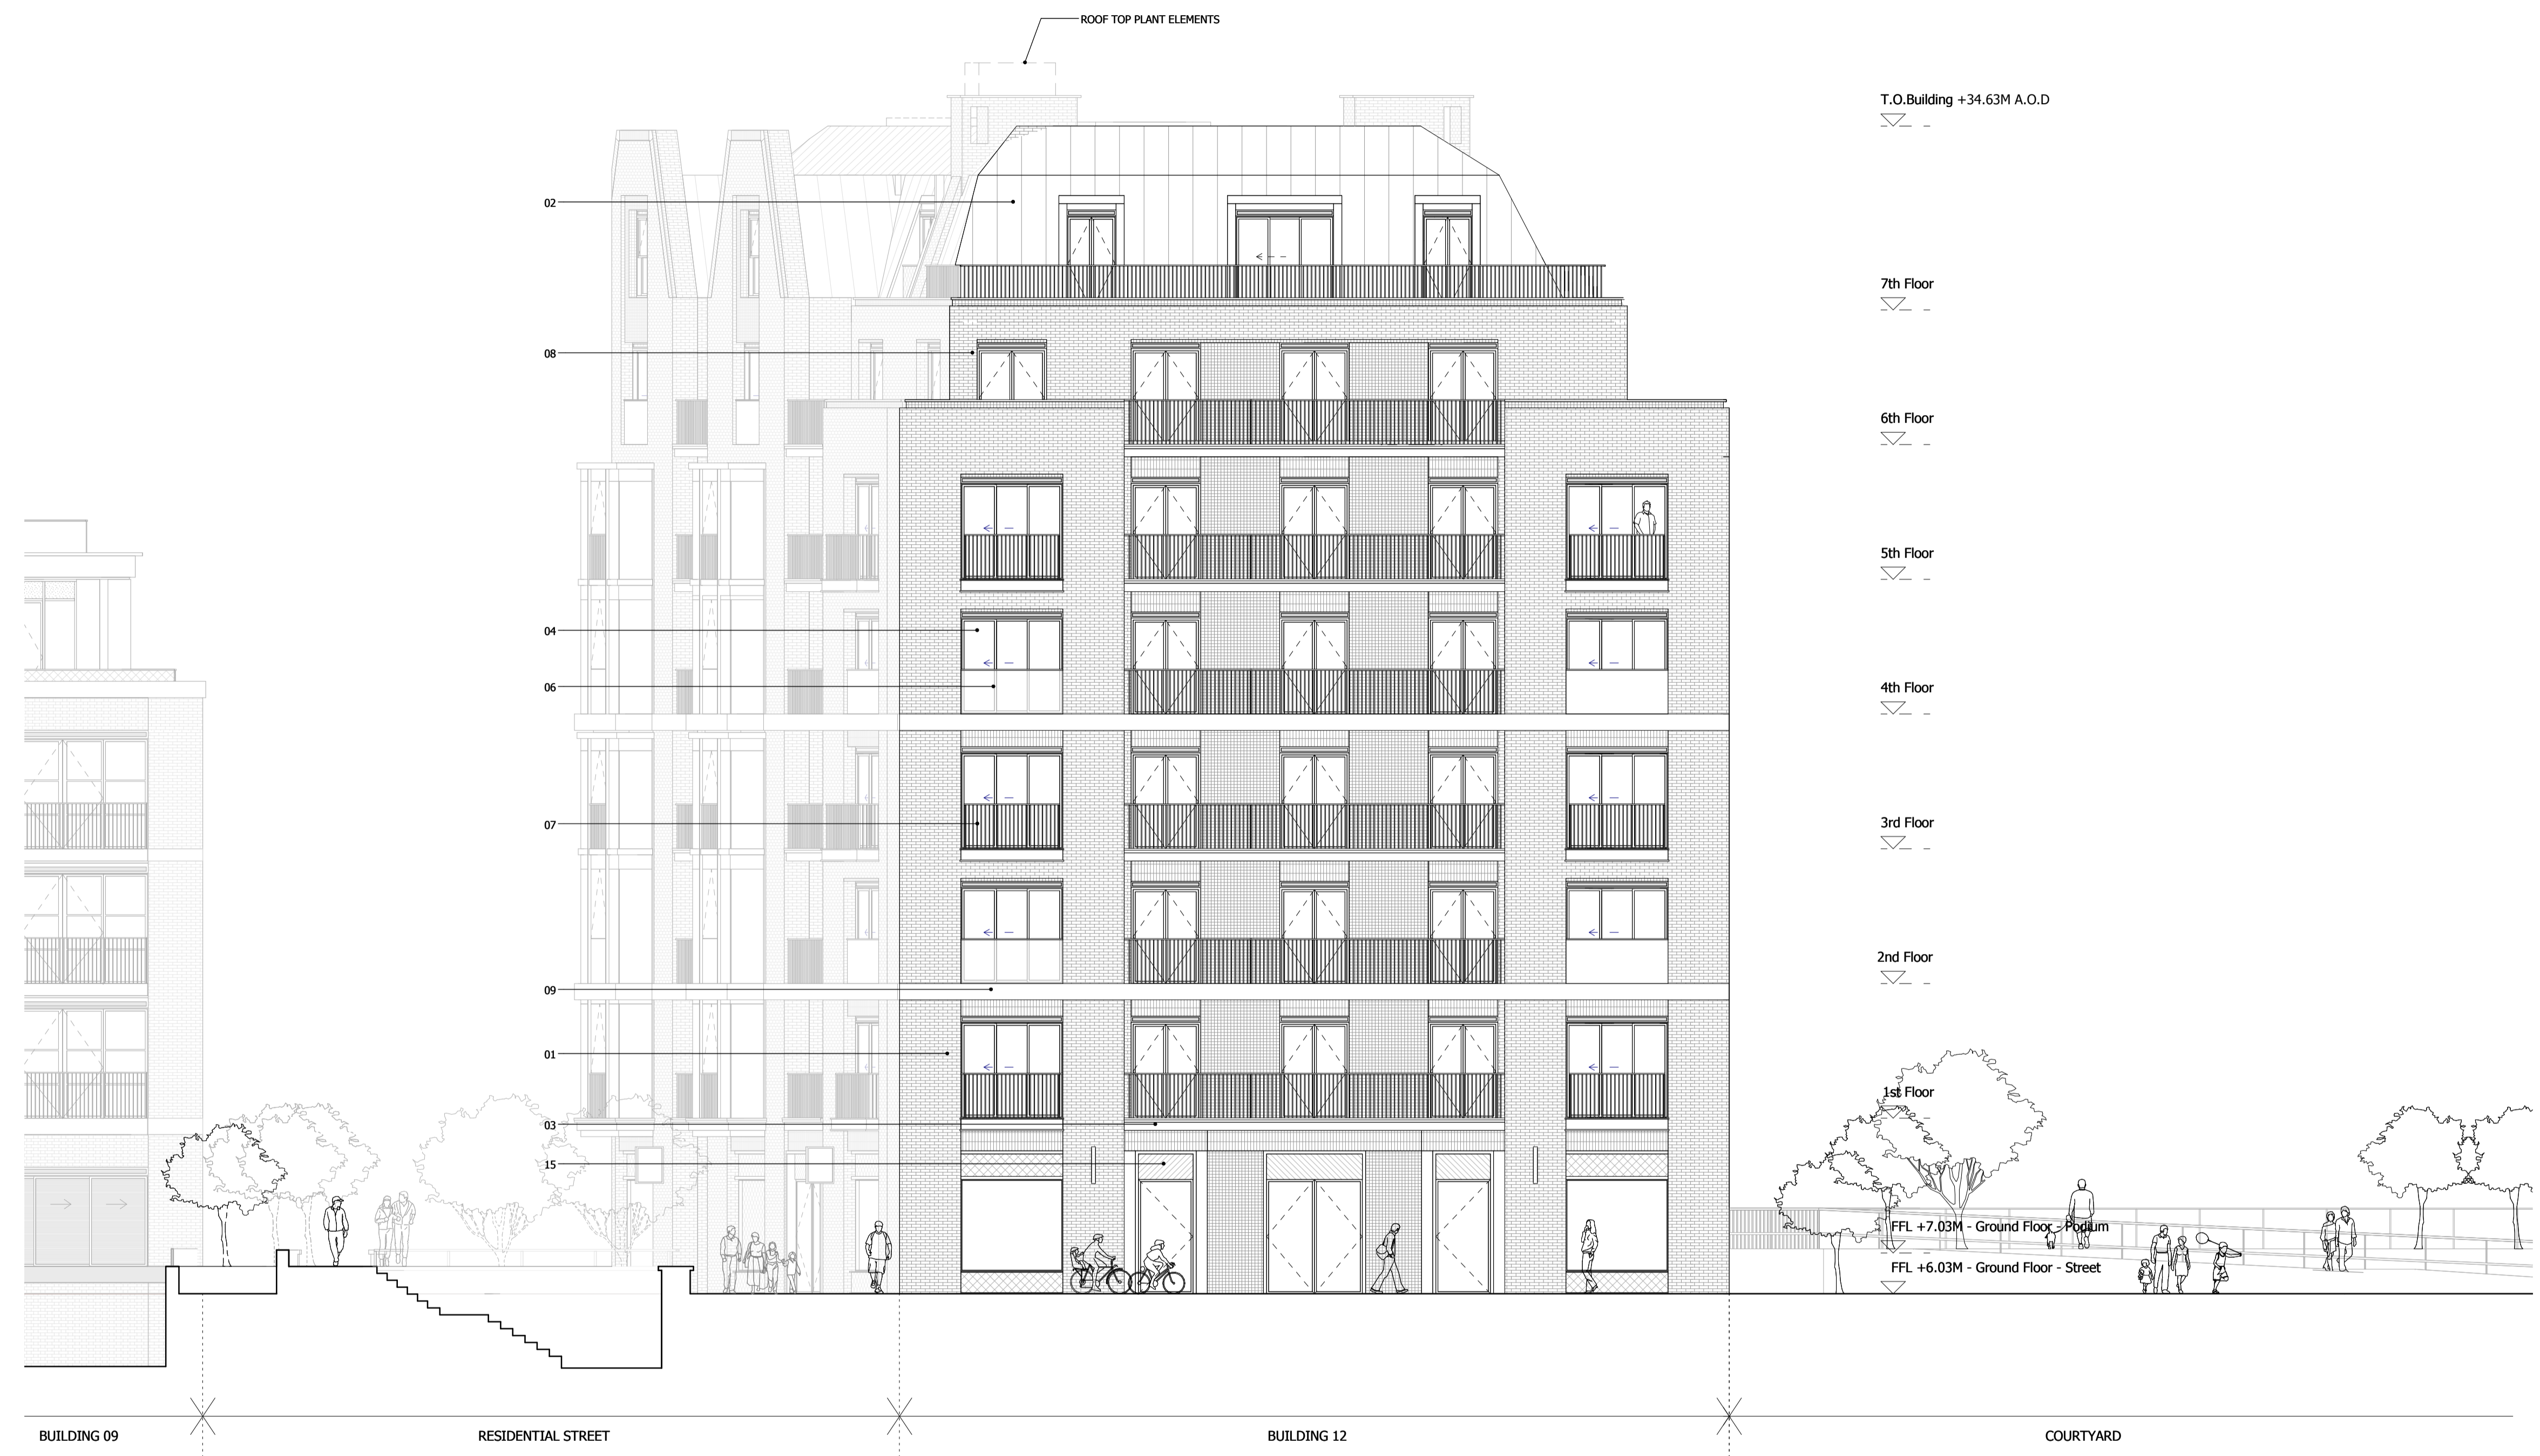 ROOF TOP PLANT ELEMENTS
T.O.Building +34.63M A.O.D
02
7th Floor
08
6th Floor
5th Floor
04
06
4th Floor
07
3rd Floor
2nd Floor
09
01
1st Floor
03
15
FFL +7.03M - Ground Floor - Podium
FFL +6.03M - Ground Floor - Street
BUILDING 09
RESIDENTIAL STREET
BUILDING 12
COURTYARD